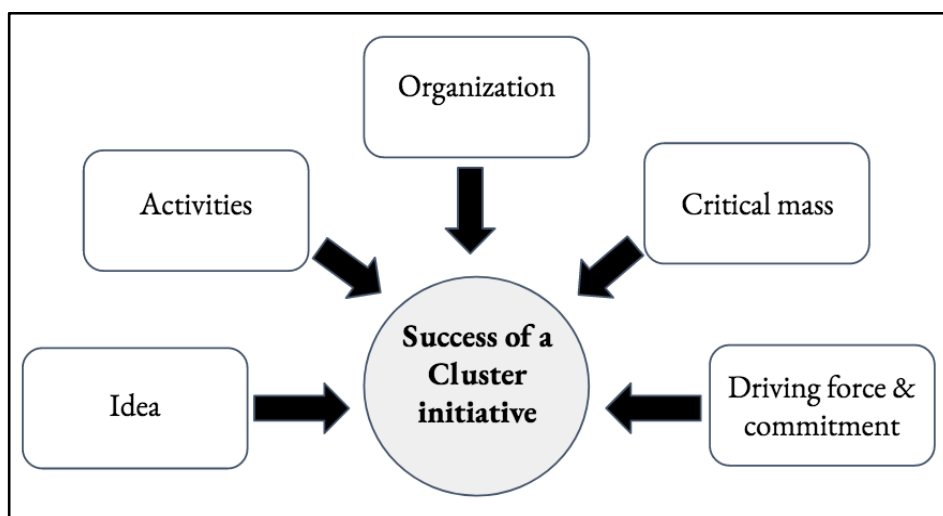 Organization
Activities
Critical mass
Success of a
Cluster
initiative
Idea
Driving force &
commitment